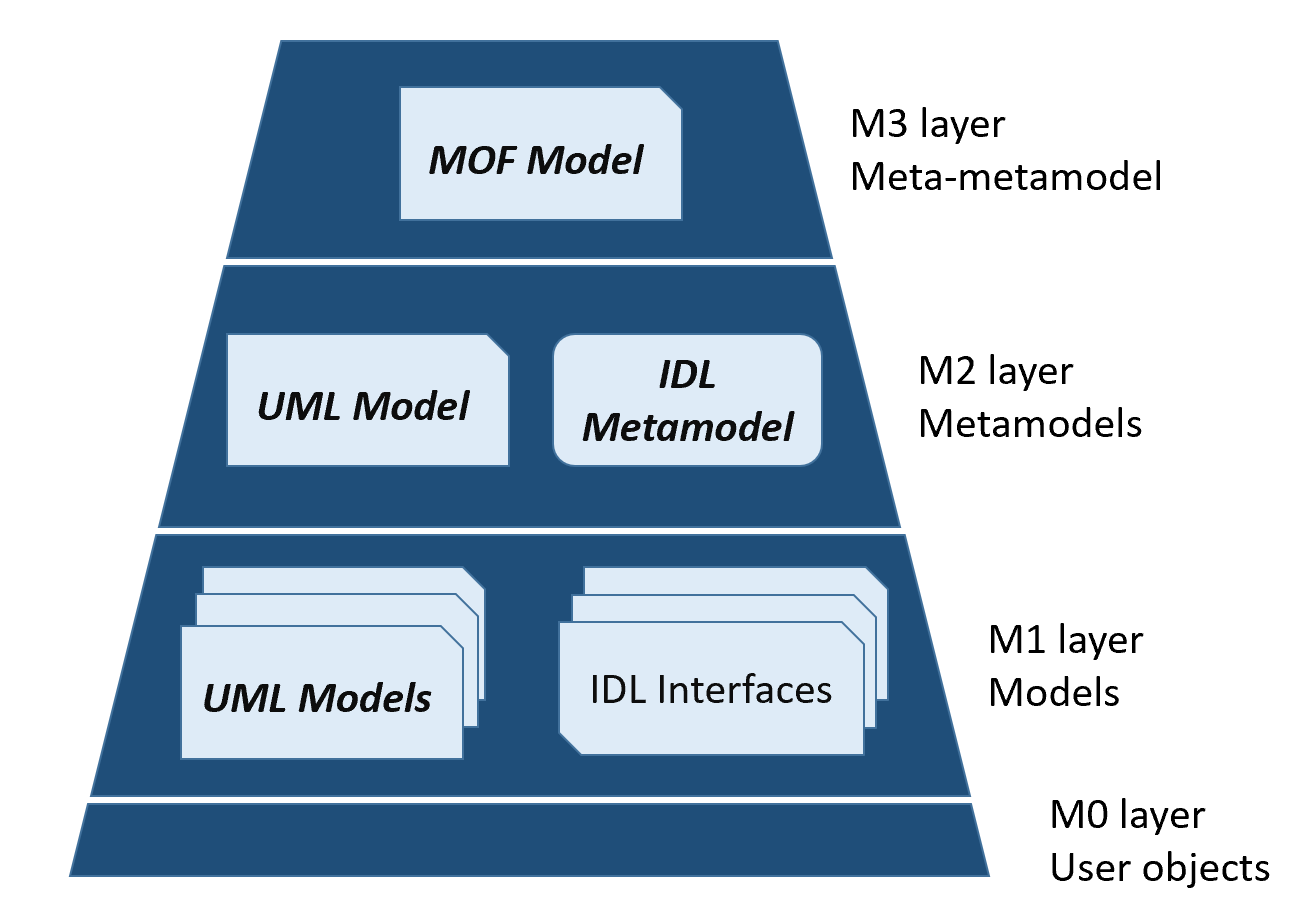 MOF Model
M3 layer
Meta-metamodel
UML Model
IDL
Metamodel
M2 layer
Metamodels
UML Models
IDL Interfaces
M1 layer
Models
M0 layer
User objects